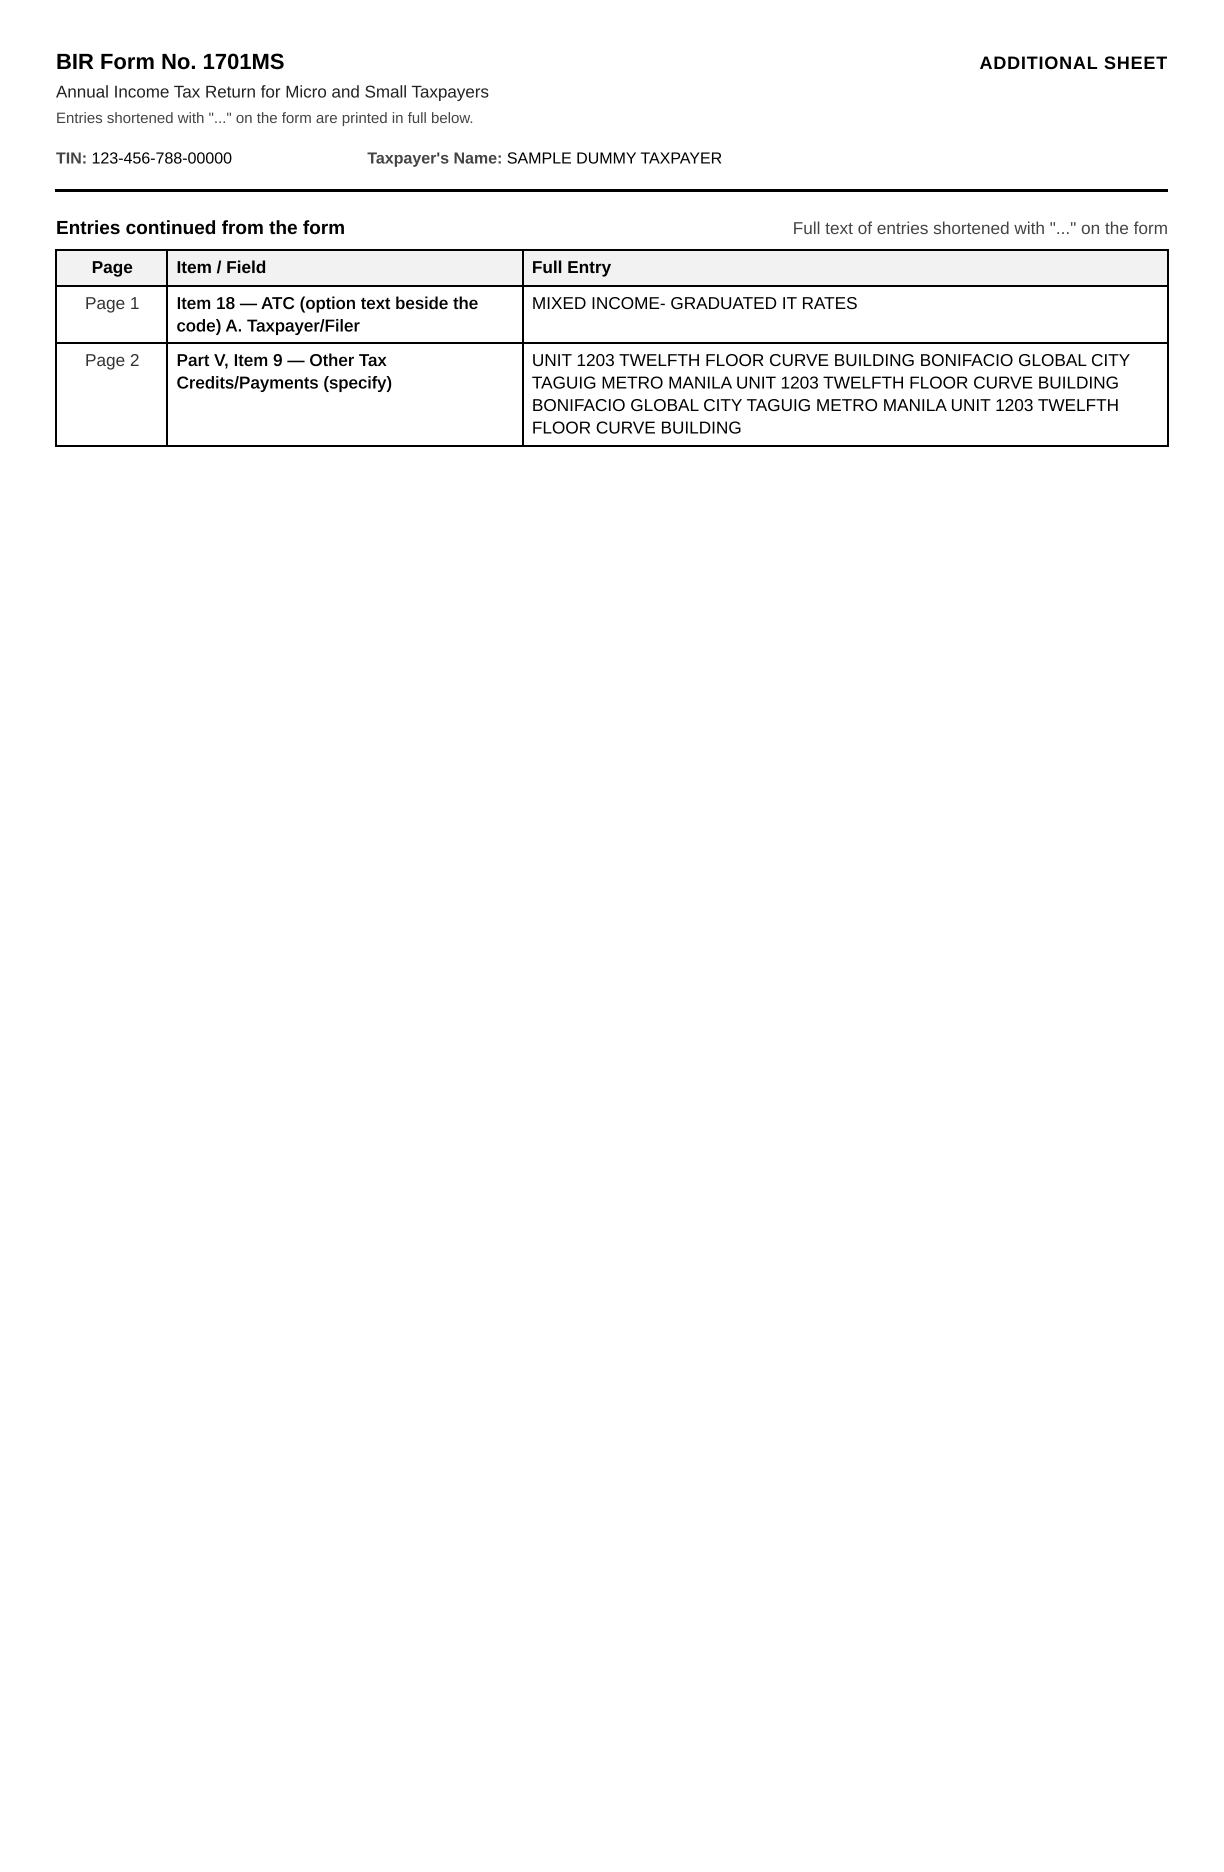 BIR Form No. 1701MS
ADDITIONAL SHEET
Annual Income Tax Return for Micro and Small Taxpayers
Entries shortened with "..." on the form are printed in full below.
TIN: 123-456-788-00000
Taxpayer's Name: SAMPLE DUMMY TAXPAYER
Entries continued from the form
Full text of entries shortened with "..." on the form
Page
Item / Field
Full Entry
Page 1
Item 18 — ATC (option text beside the
code) A. Taxpayer/Filer
MIXED INCOME- GRADUATED IT RATES
Page 2
Part V, Item 9 — Other Tax
Credits/Payments (specify)
UNIT 1203 TWELFTH FLOOR CURVE BUILDING BONIFACIO GLOBAL CITY
TAGUIG METRO MANILA UNIT 1203 TWELFTH FLOOR CURVE BUILDING
BONIFACIO GLOBAL CITY TAGUIG METRO MANILA UNIT 1203 TWELFTH
FLOOR CURVE BUILDING